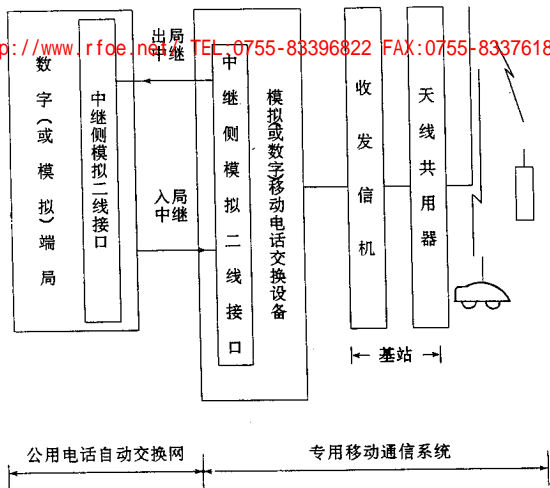 p://www.rfoe.net/ TEL:0755-83396822 FAX:0755-8337618
数字(或模拟)端局
中继侧模拟二线接口
出局
中继
入局
中继
中继侧模拟二线接口
模拟(或数字)移动电话交换设备
收发信机
天线共用器
基站
公用电话自动交换网
专用移动通信系统